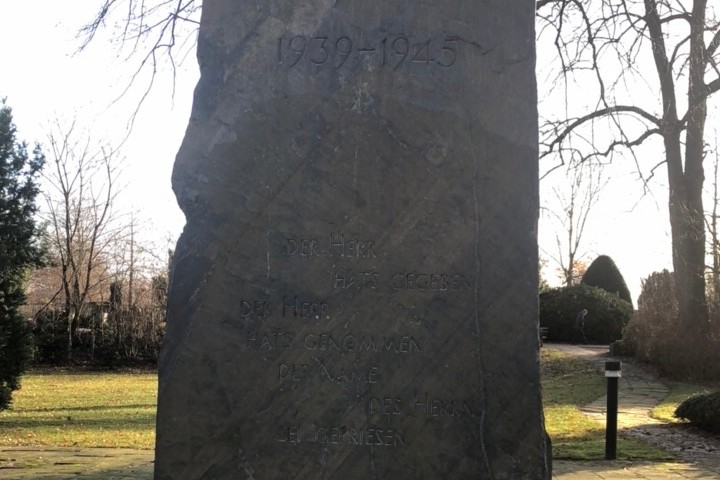 1939-1945
DER HERR
HATS GEGEBEN
DER HERR
HATS GENOMMEN
DER NAME
DES HERRN
SEI GEPRIESEN